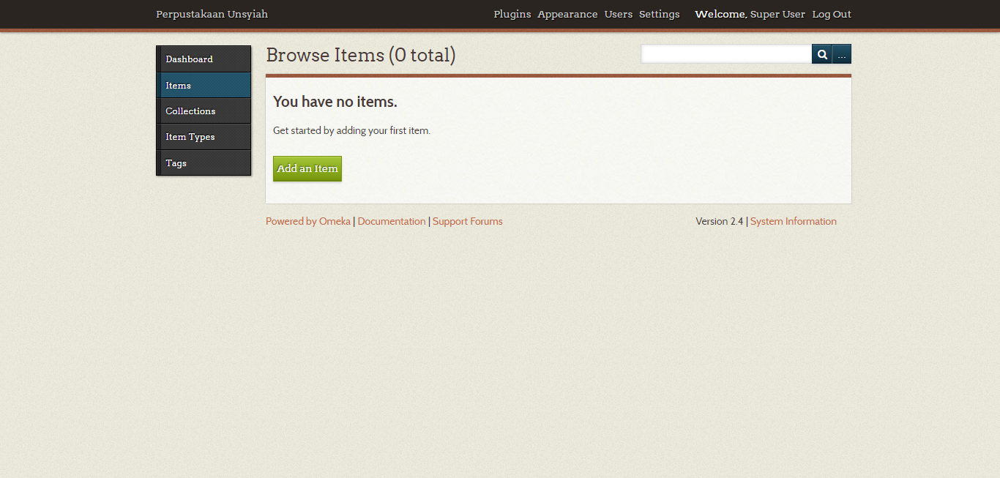 Perpustakaan Unsyiah Plugins Appearance Users Settings Welcome, Super User Log Out
Dashboard
Items
Collections
Item Types
Tags
Browse Items (0 total)
...
You have no items.
Get started by adding your first item.
Add an Item
Powered by Omeka | Documentation | Support Forums
Version 2.4 | System Information